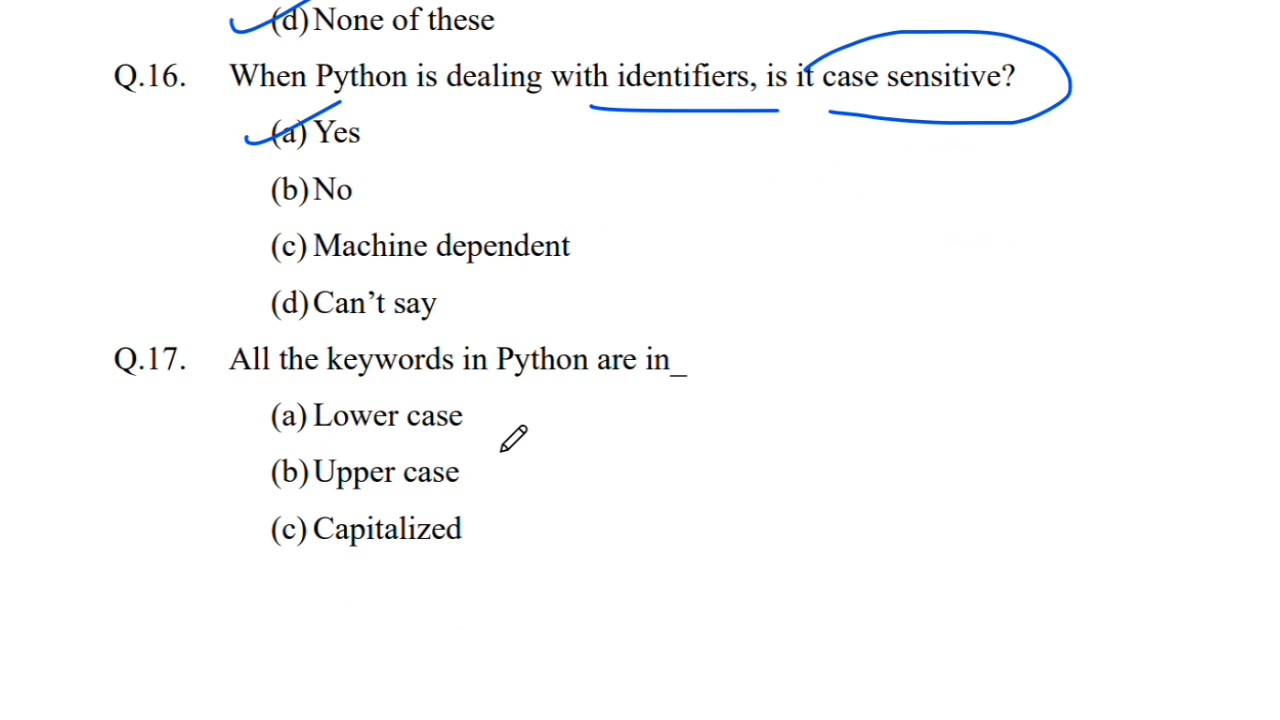 (d) None of these
Q.16. When Python is dealing with identifiers, is it case sensitive?
(a) Yes
(b) No
(c) Machine dependent
(d) Can’t say
Q.17. All the keywords in Python are in_
(a) Lower case
(b) Upper case
(c) Capitalized